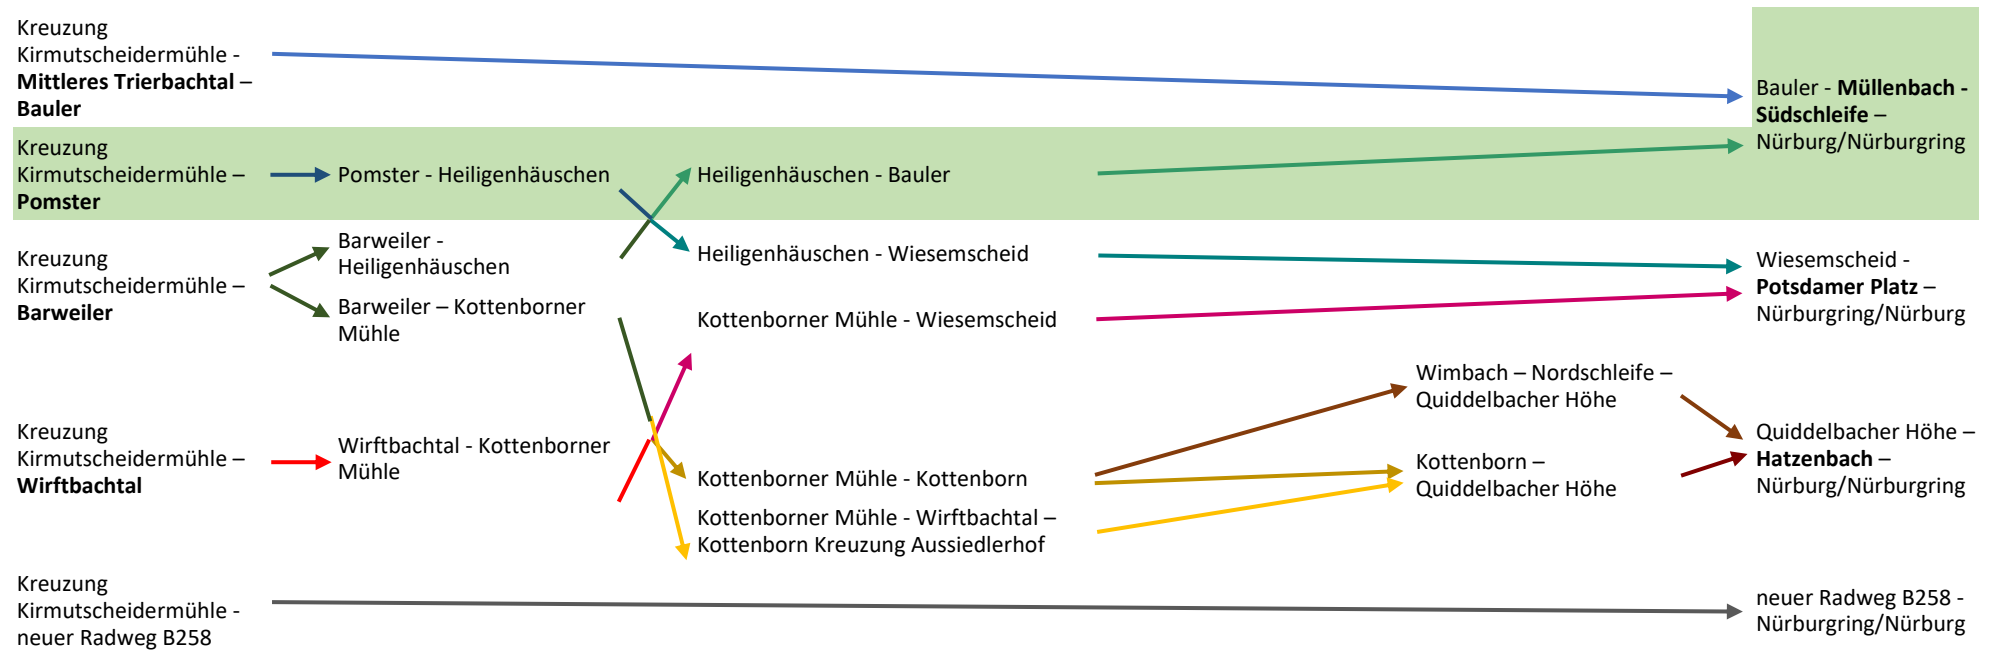 Kreuzung
Kirmutscheidermühle -
Mittleres Trierbachtal –
Bauler
Bauler - Müllenbach -
Südschleife –
Nürburg/Nürburgring
Kreuzung
Kirmutscheidermühle –
Pomster
Pomster - Heiligenhäuschen
Heiligenhäuschen - Bauler
Kreuzung
Kirmutscheidermühle –
Barweiler
Barweiler -
Heiligenhäuschen
Barweiler – Kottenborner
Mühle
Heiligenhäuschen - Wiesemscheid
Kottenborner Mühle - Wiesemscheid
Wiesemscheid -
Potsdamer Platz –
Nürburgring/Nürburg
Kreuzung
Kirmutscheidermühle –
Wirftbachtal
Wirftbachtal - Kottenborner
Mühle
Kottenborner Mühle - Kottenborn
Kottenborner Mühle - Wirftbachtal –
Kottenborn Kreuzung Aussiedlerhof
Wimbach – Nordschleife –
Quiddelbacher Höhe
Kottenborn –
Quiddelbacher Höhe
Quiddelbacher Höhe –
Hatzenbach –
Nürburg/Nürburgring
Kreuzung
Kirmutscheidermühle -
neuer Radweg B258
neuer Radweg B258 -
Nürburgring/Nürburg